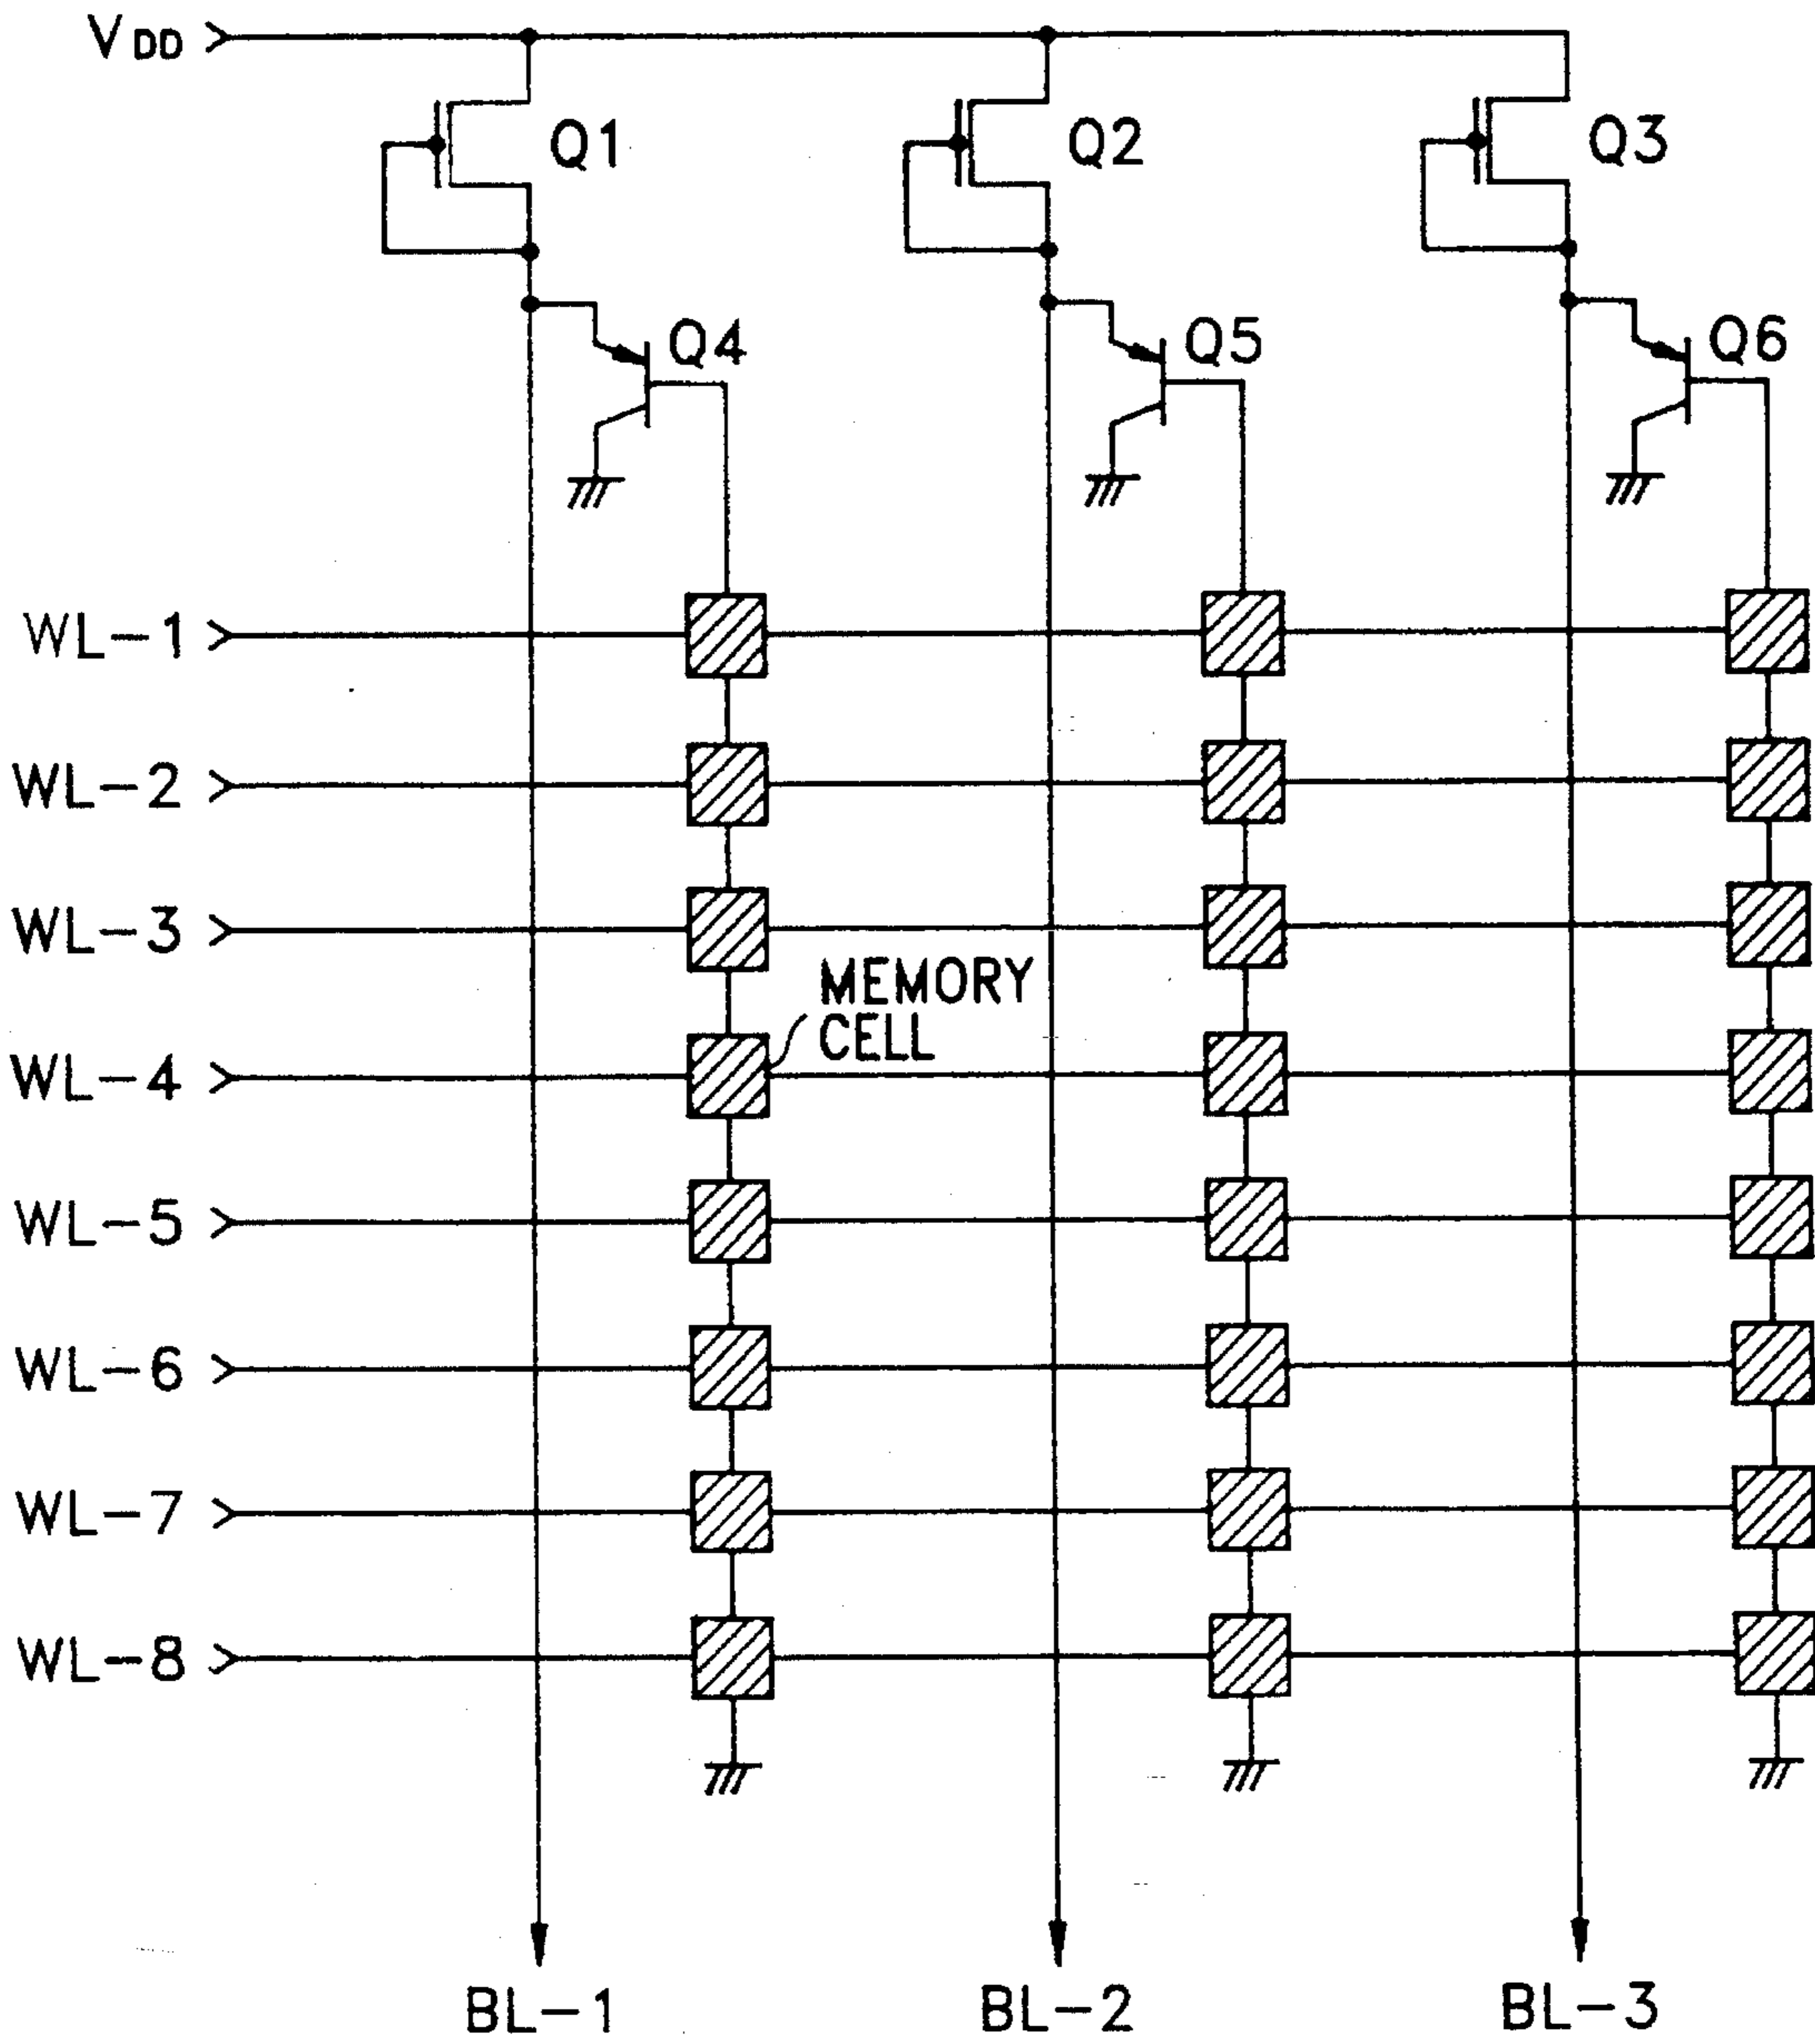 VDD
Q1
Q2
Q3
Q4
Q5
Q6
WL-1
WL-2
WL-3
MEMORY
CELL
WL-4
WL-5
WL-6
WL-7
WL-8
BL-1
BL-2
BL-3